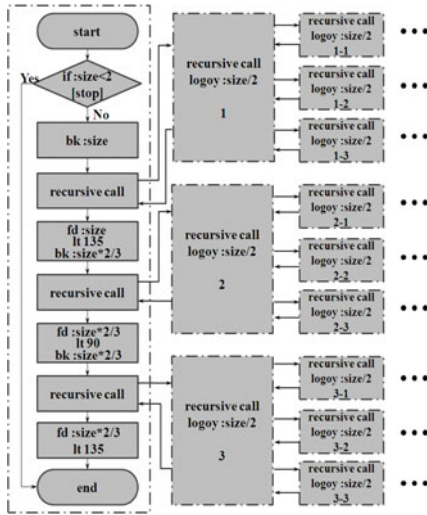 start
if :size<2
[stop]
Yes
No
bk :size
recursive call
fd :size
lt 135
bk :size*2/3
recursive call
fd :size*2/3
lt 90
bk :size*2/3
recursive call
fd :size*2/3
lt 135
end
recursive call
logoy :size/2
1
recursive call
logoy :size/2
2
recursive call
logoy :size/2
3
recursive call
logoy :size/2
1-1
recursive call
logoy :size/2
1-2
recursive call
logoy :size/2
1-3
recursive call
logoy :size/2
2-1
recursive call
logoy :size/2
2-2
recursive call
logoy :size/2
2-3
recursive call
logoy :size/2
3-1
recursive call
logoy :size/2
3-2
recursive call
logoy :size/2
3-3